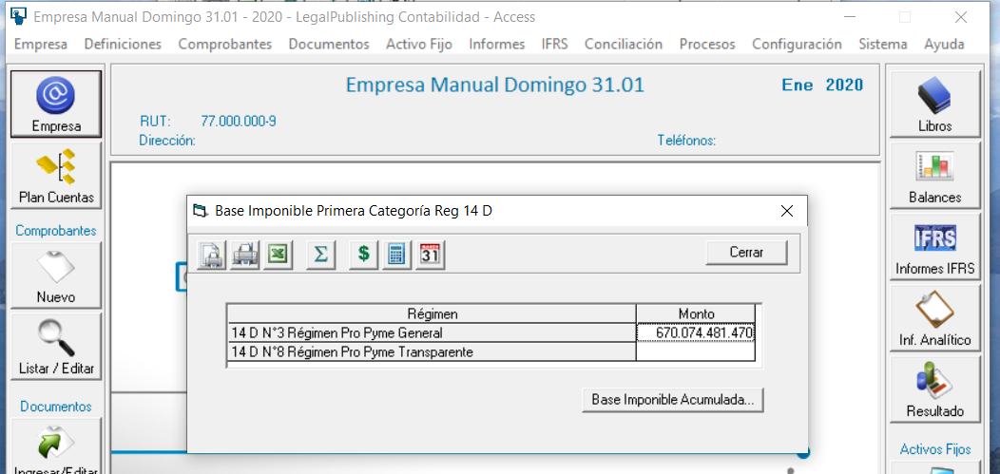 Empresa Manual Domingo 31.01 - 2020 - LegalPublishing Contabilidad - Access
Empresa Definiciones Comprobantes Documentos Activo Fijo Informes IFRS Conciliación Procesos Configuración Sistema Ayuda
Empresa
Plan Cuentas
Comprobantes
Nuevo
Listar / Editar
Documentos
Ingresar/Editar
Empresa Manual Domingo 31.01
Ene 2020
RUT: 77.000.000-9
Dirección:
Teléfonos:
Base Imponible Primera Categoría Reg 14 D
Σ $ 31
Cerrar
Régimen Monto
14 D N°3 Régimen Pro Pyme General 670.074.481.470
14 D N°8 Régimen Pro Pyme Transparente
Base Imponible Acumulada...
Libros
Balances
IFRS
Informes IFRS
Inf. Analítico
Resultado
Activos Fijos